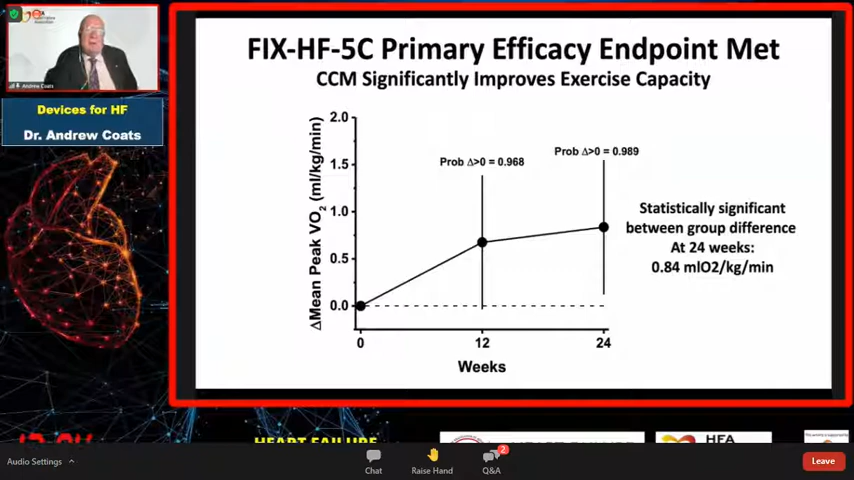 FIX-HF-5C Primary Efficacy Endpoint Met
CCM Significantly Improves Exercise Capacity
Andrew Coats
Devices for HF
Dr. Andrew Coats
ΔMean Peak VO2 (ml/kg/min)
2.0
1.5
1.0
0.5
0.0
Prob Δ>0 = 0.968
Prob Δ>0 = 0.989
0
12
24
Weeks
Statistically significant
between group difference
At 24 weeks:
0.84 mlO2/kg/min
HEART FAILURE
HFA
Audio Settings
Chat
Raise Hand
2
Q&A
Leave